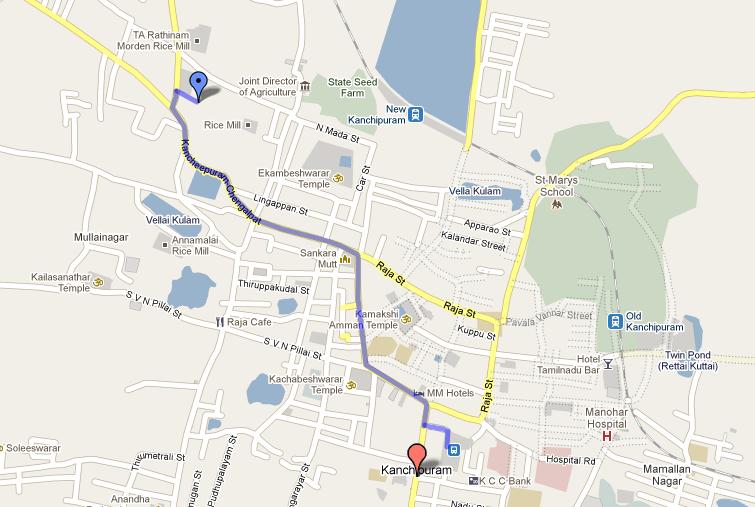 TA Rathinam
Morden Rice Mill
Joint Director
of Agriculture
State Seed
Farm
New
Kanchipuram
Rice Mill
N Mada St
Kancheepuram Chengalpat
Ekambeshwarar
Temple
Car St
St-Marys
School
Vella Kulam
Lingappan St
Vellai Kulam
Apparao St
Kalandar Street
Mullainagar
Annamalai
Rice Mill
Sankara
Mutt
Raja St
Kailasanathar
Temple
Thiruppakudal St
S V N Pillai St
Raja St
Kamakshi
Amman Temple
Pavala Vannar Street
Old
Kanchipuram
Raja Cafe
Kuppu St
S V N Pillai St
Hotel
Tamilnadu Bar
Twin Pond
(Rettai Kuttai)
Kachabeshwarar
Temple
MM Hotels
Raja St
Manohar
Hospital
H
Soleeswarar
Thirumetrali St
Pudhupalayam St
Kanchipuram
Hospital Rd
Mamallan
Nagar
K C C Bank
Anandha